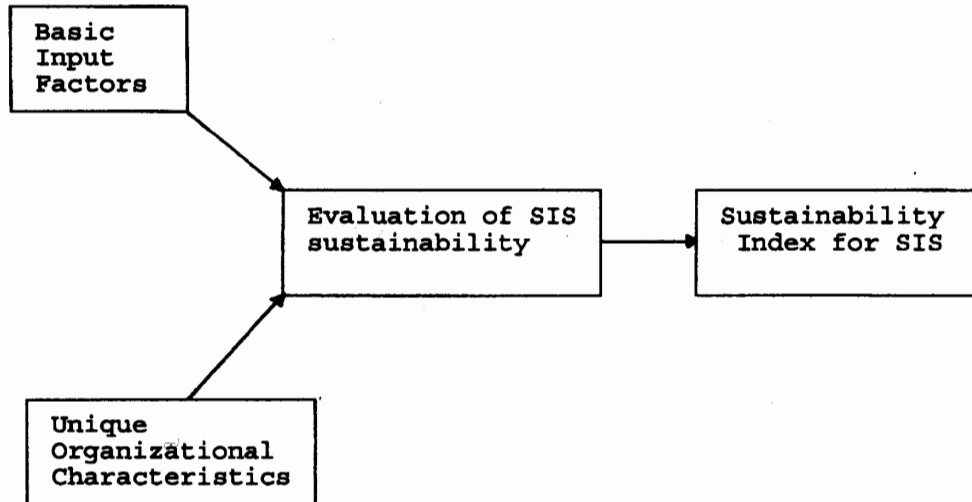 Basic
Input
Factors
Evaluation of SIS
sustainability
Sustainability
Index for SIS
Unique
Organizational
Characteristics